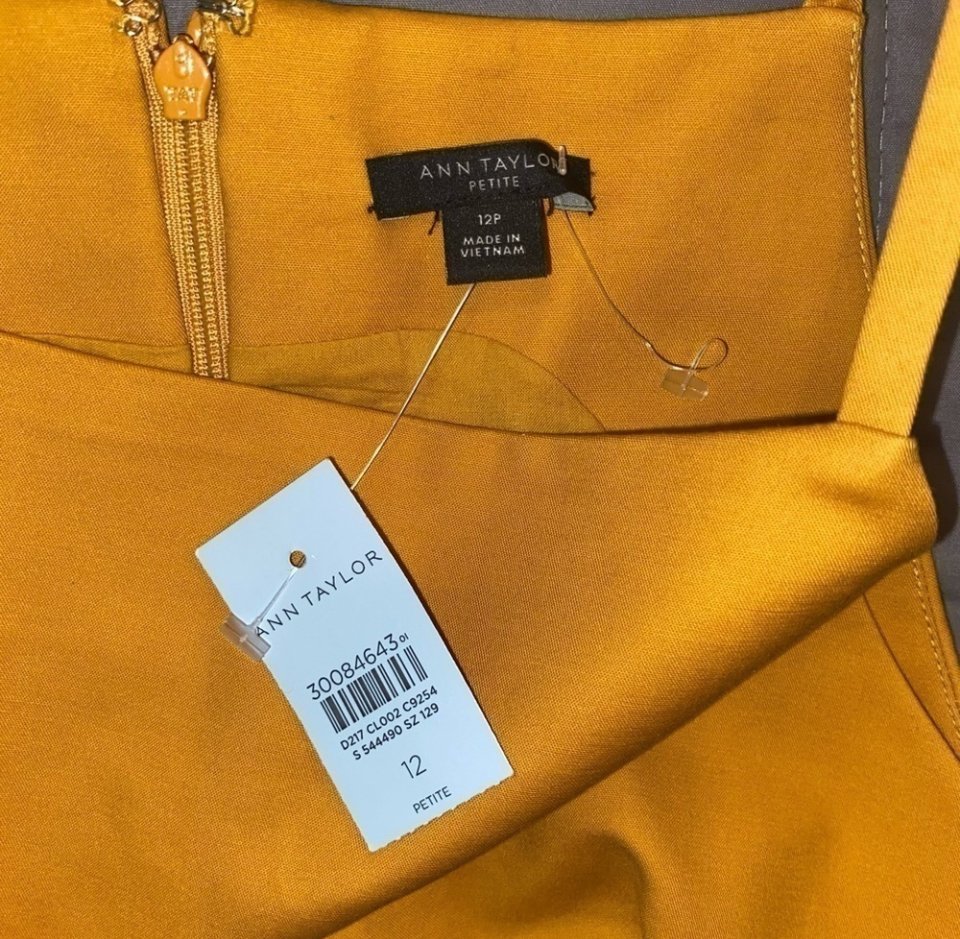 ANN TAYLOR
PETITE
12P
MADE IN
VIETNAM
ANN TAYLOR
30084643 01
D217 CL002 C9254
S 544490 SZ 129
12
PETITE